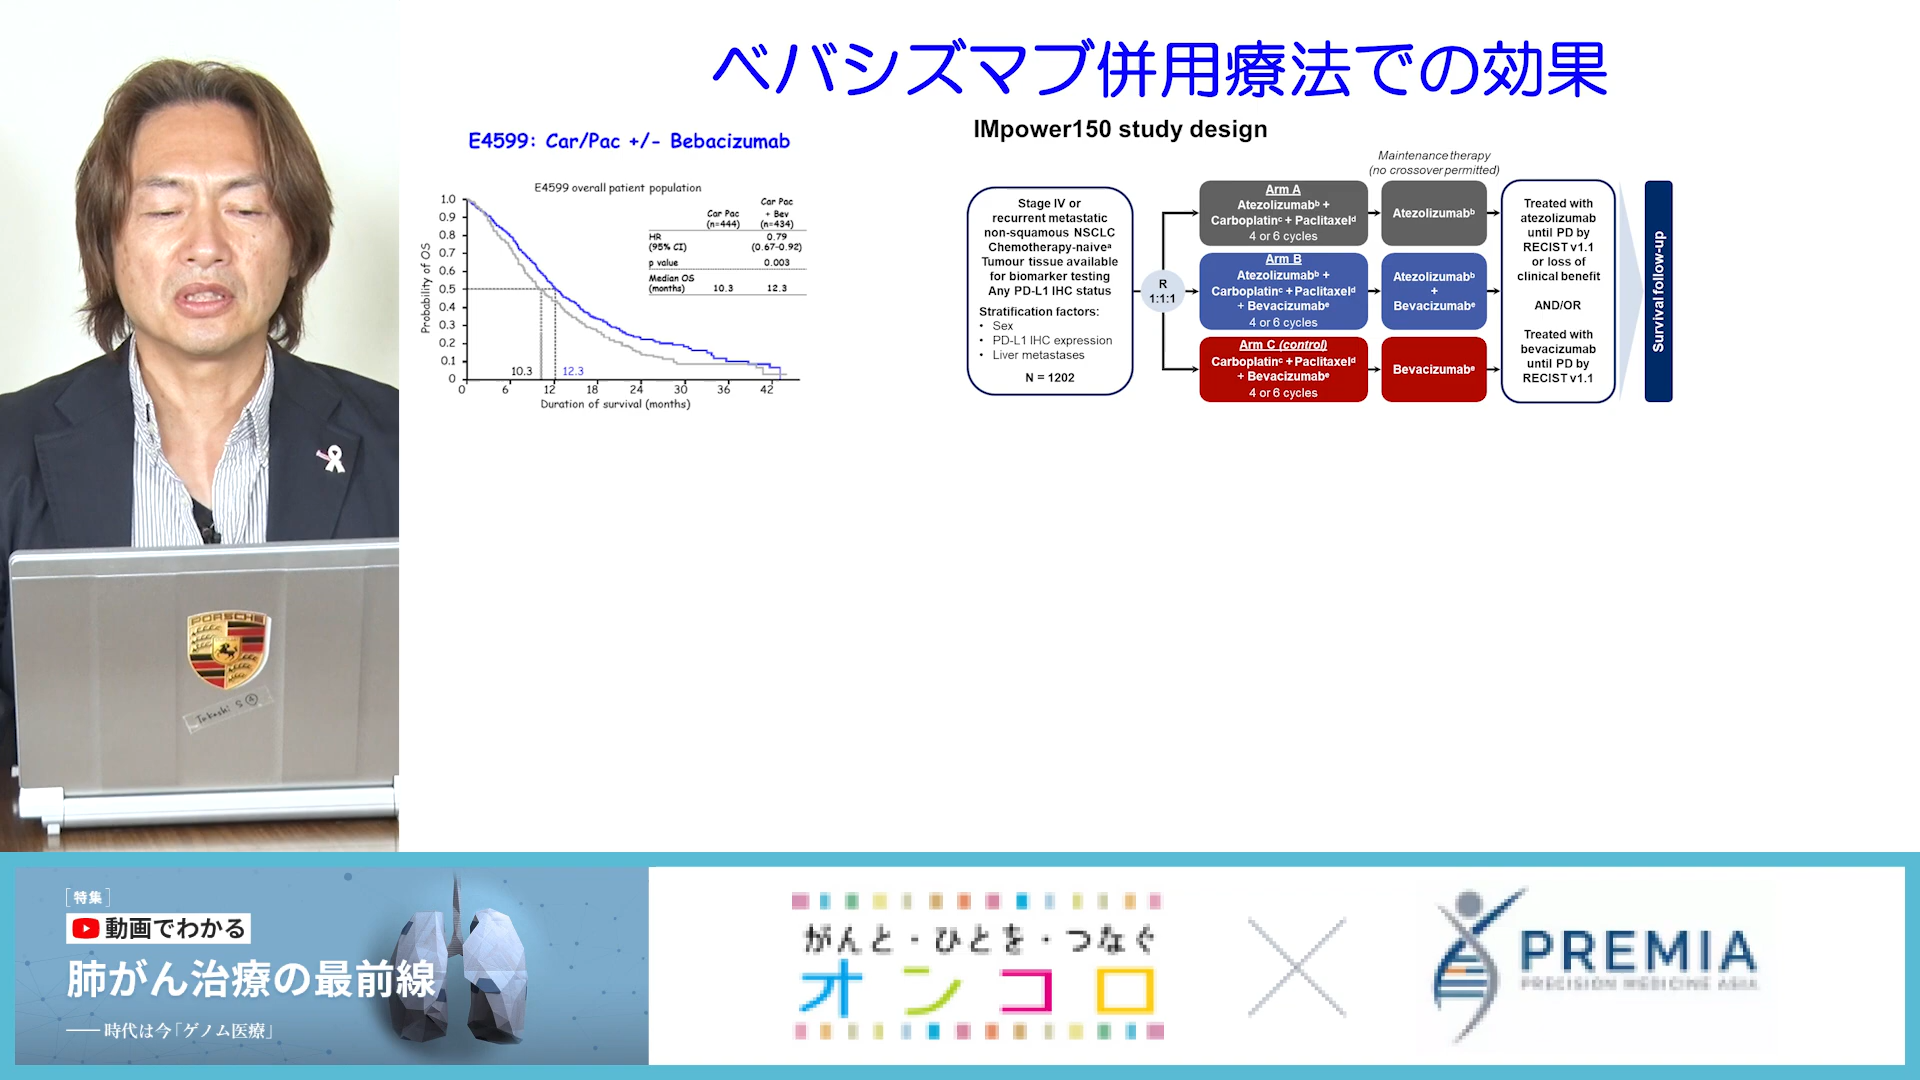 ベバシズマブ併用療法での効果
E4599: Car/Pac +/- Bebacizumab
E4599 overall patient population
Car Pac
(n=444)
Car Pac
+ Bev
(n=434)
HR
(95% CI)
0.79
(0.67-0.92)
p value
0.003
Median OS
(months)
10.3
12.3
Probability of OS
1.0
0.9
0.8
0.7
0.6
0.5
0.4
0.3
0.2
0.1
0
10.3
12.3
0 6 12 18 24 30 36 42
Duration of survival (months)
IMpower150 study design
Maintenance therapy
(no crossover permitted)
Stage IV or
recurrent metastatic
non-squamous NSCLC
Chemotherapy-naiveᵃ
Tumour tissue available
for biomarker testing
Any PD-L1 IHC status
Stratification factors:
• Sex
• PD-L1 IHC expression
• Liver metastases
N = 1202
R
1:1:1
Arm A
Atezolizumabᵇ +
Carboplatinᶜ + Paclitaxelᵈ
4 or 6 cycles
Atezolizumabᵇ
Arm B
Atezolizumabᵇ +
Carboplatinᶜ + Paclitaxelᵈ
+ Bevacizumabᵉ
4 or 6 cycles
Atezolizumabᵇ
+
Bevacizumabᵉ
Arm C (control)
Carboplatinᶜ + Paclitaxelᵈ
+ Bevacizumabᵉ
4 or 6 cycles
Bevacizumabᵉ
Treated with
atezolizumab
until PD by
RECIST v1.1
or loss of
clinical benefit
AND/OR
Treated with
bevacizumab
until PD by
RECIST v1.1
Survival follow-up
PORSCHE
Takashi S
[特集]
動画でわかる
肺がん治療の最前線
―― 時代は今「ゲノム医療」
がんと・ひとを・つなぐ
オンコロ
PREMIA
PRECISION MEDICINE ASIA